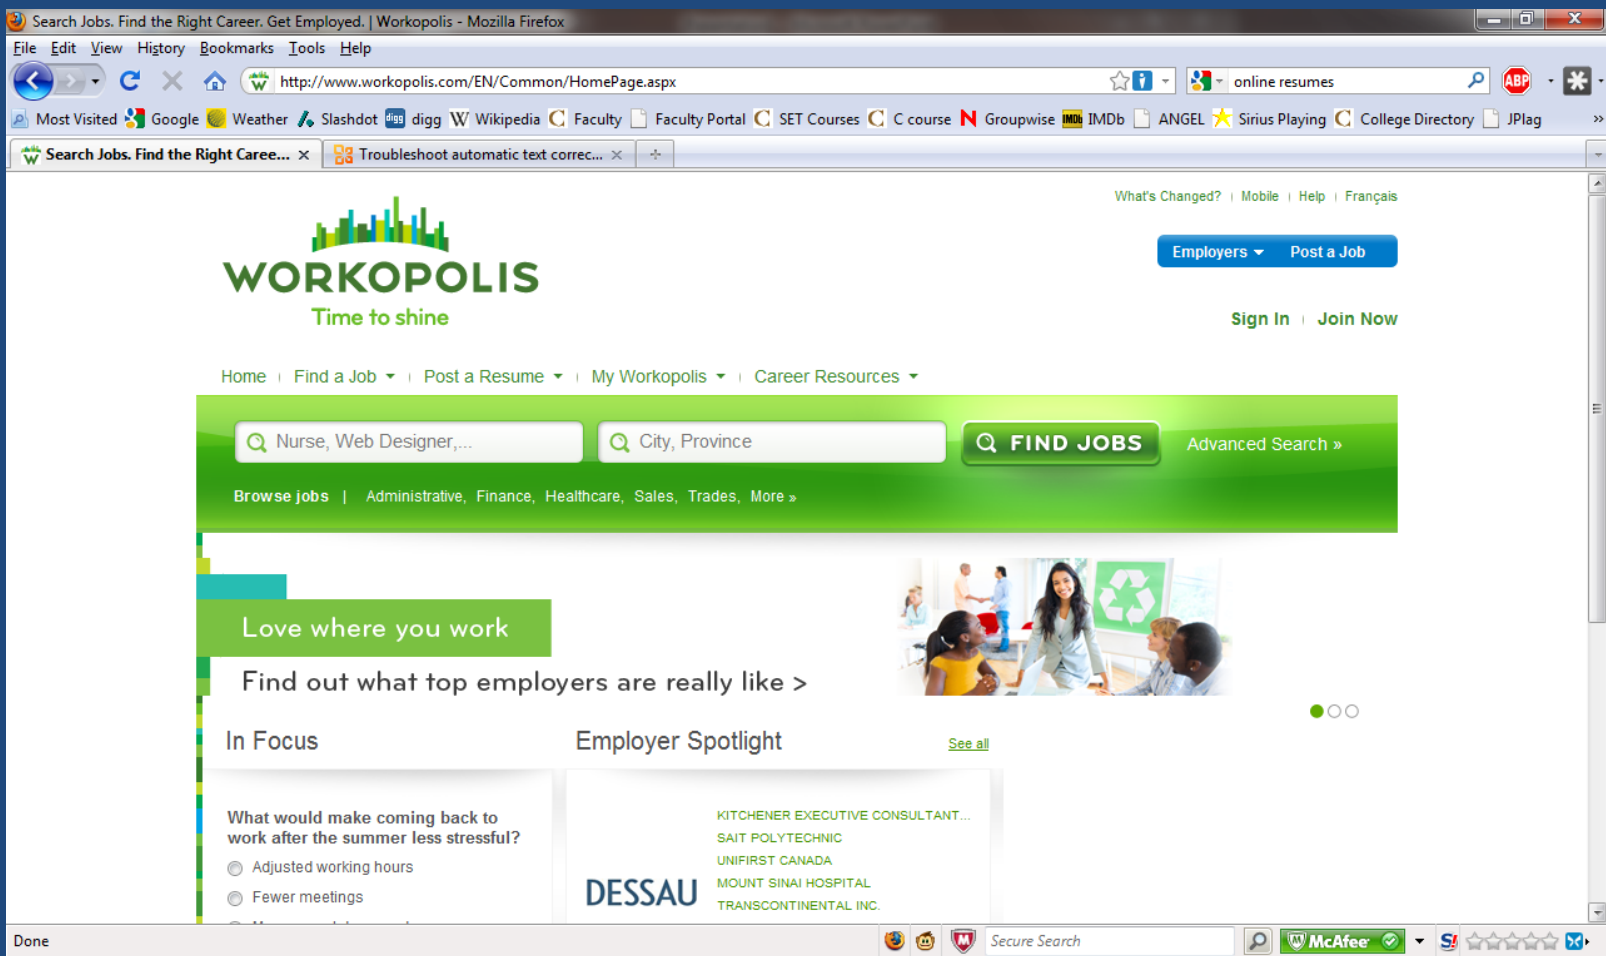 Search Jobs. Find the Right Career. Get Employed. | Workopolis - Mozilla Firefox
File Edit View History Bookmarks Tools Help
http://www.workopolis.com/EN/Common/HomePage.aspx online resumes ABP
Most Visited Google Weather Slashdot digg digg W Wikipedia C Faculty Faculty Portal C SET Courses C C course N Groupwise IMDb IMDb ANGEL Sirius Playing C College Directory JPlag »
Search Jobs. Find the Right Caree... Troubleshoot automatic text correc...
What's Changed? | Mobile | Help | Français
Employers Post a Job
WORKOPOLIS
Time to shine
Sign In | Join Now
Home | Find a Job | Post a Resume | My Workopolis | Career Resources
Nurse, Web Designer,... City, Province FIND JOBS Advanced Search »
Browse jobs | Administrative, Finance, Healthcare, Sales, Trades, More »
Love where you work
Find out what top employers are really like >
In Focus
What would make coming back to
work after the summer less stressful?
Adjusted working hours
Fewer meetings
Employer Spotlight See all
KITCHENER EXECUTIVE CONSULTANT...
SAIT POLYTECHNIC
UNIFIRST CANADA
MOUNT SINAI HOSPITAL
TRANSCONTINENTAL INC.
DESSAU
Done Secure Search McAfee S!